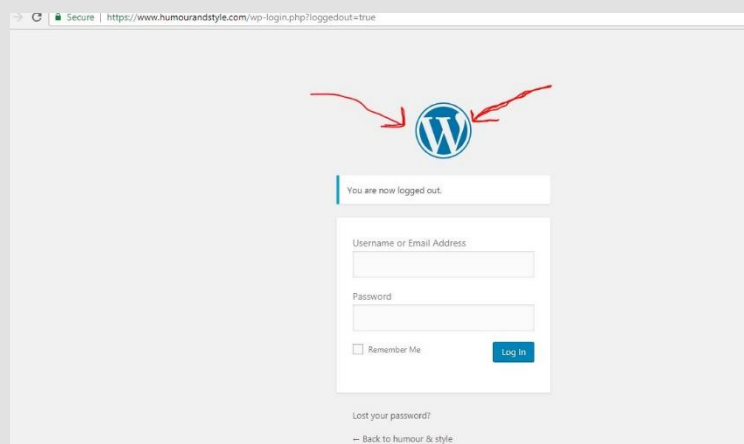 Secure | https://www.humourandstyle.com/wp-login.php?loggedout=true
W
You are now logged out.
Username or Email Address
Password
Remember Me
Log In
Lost your password?
← Back to humour & style